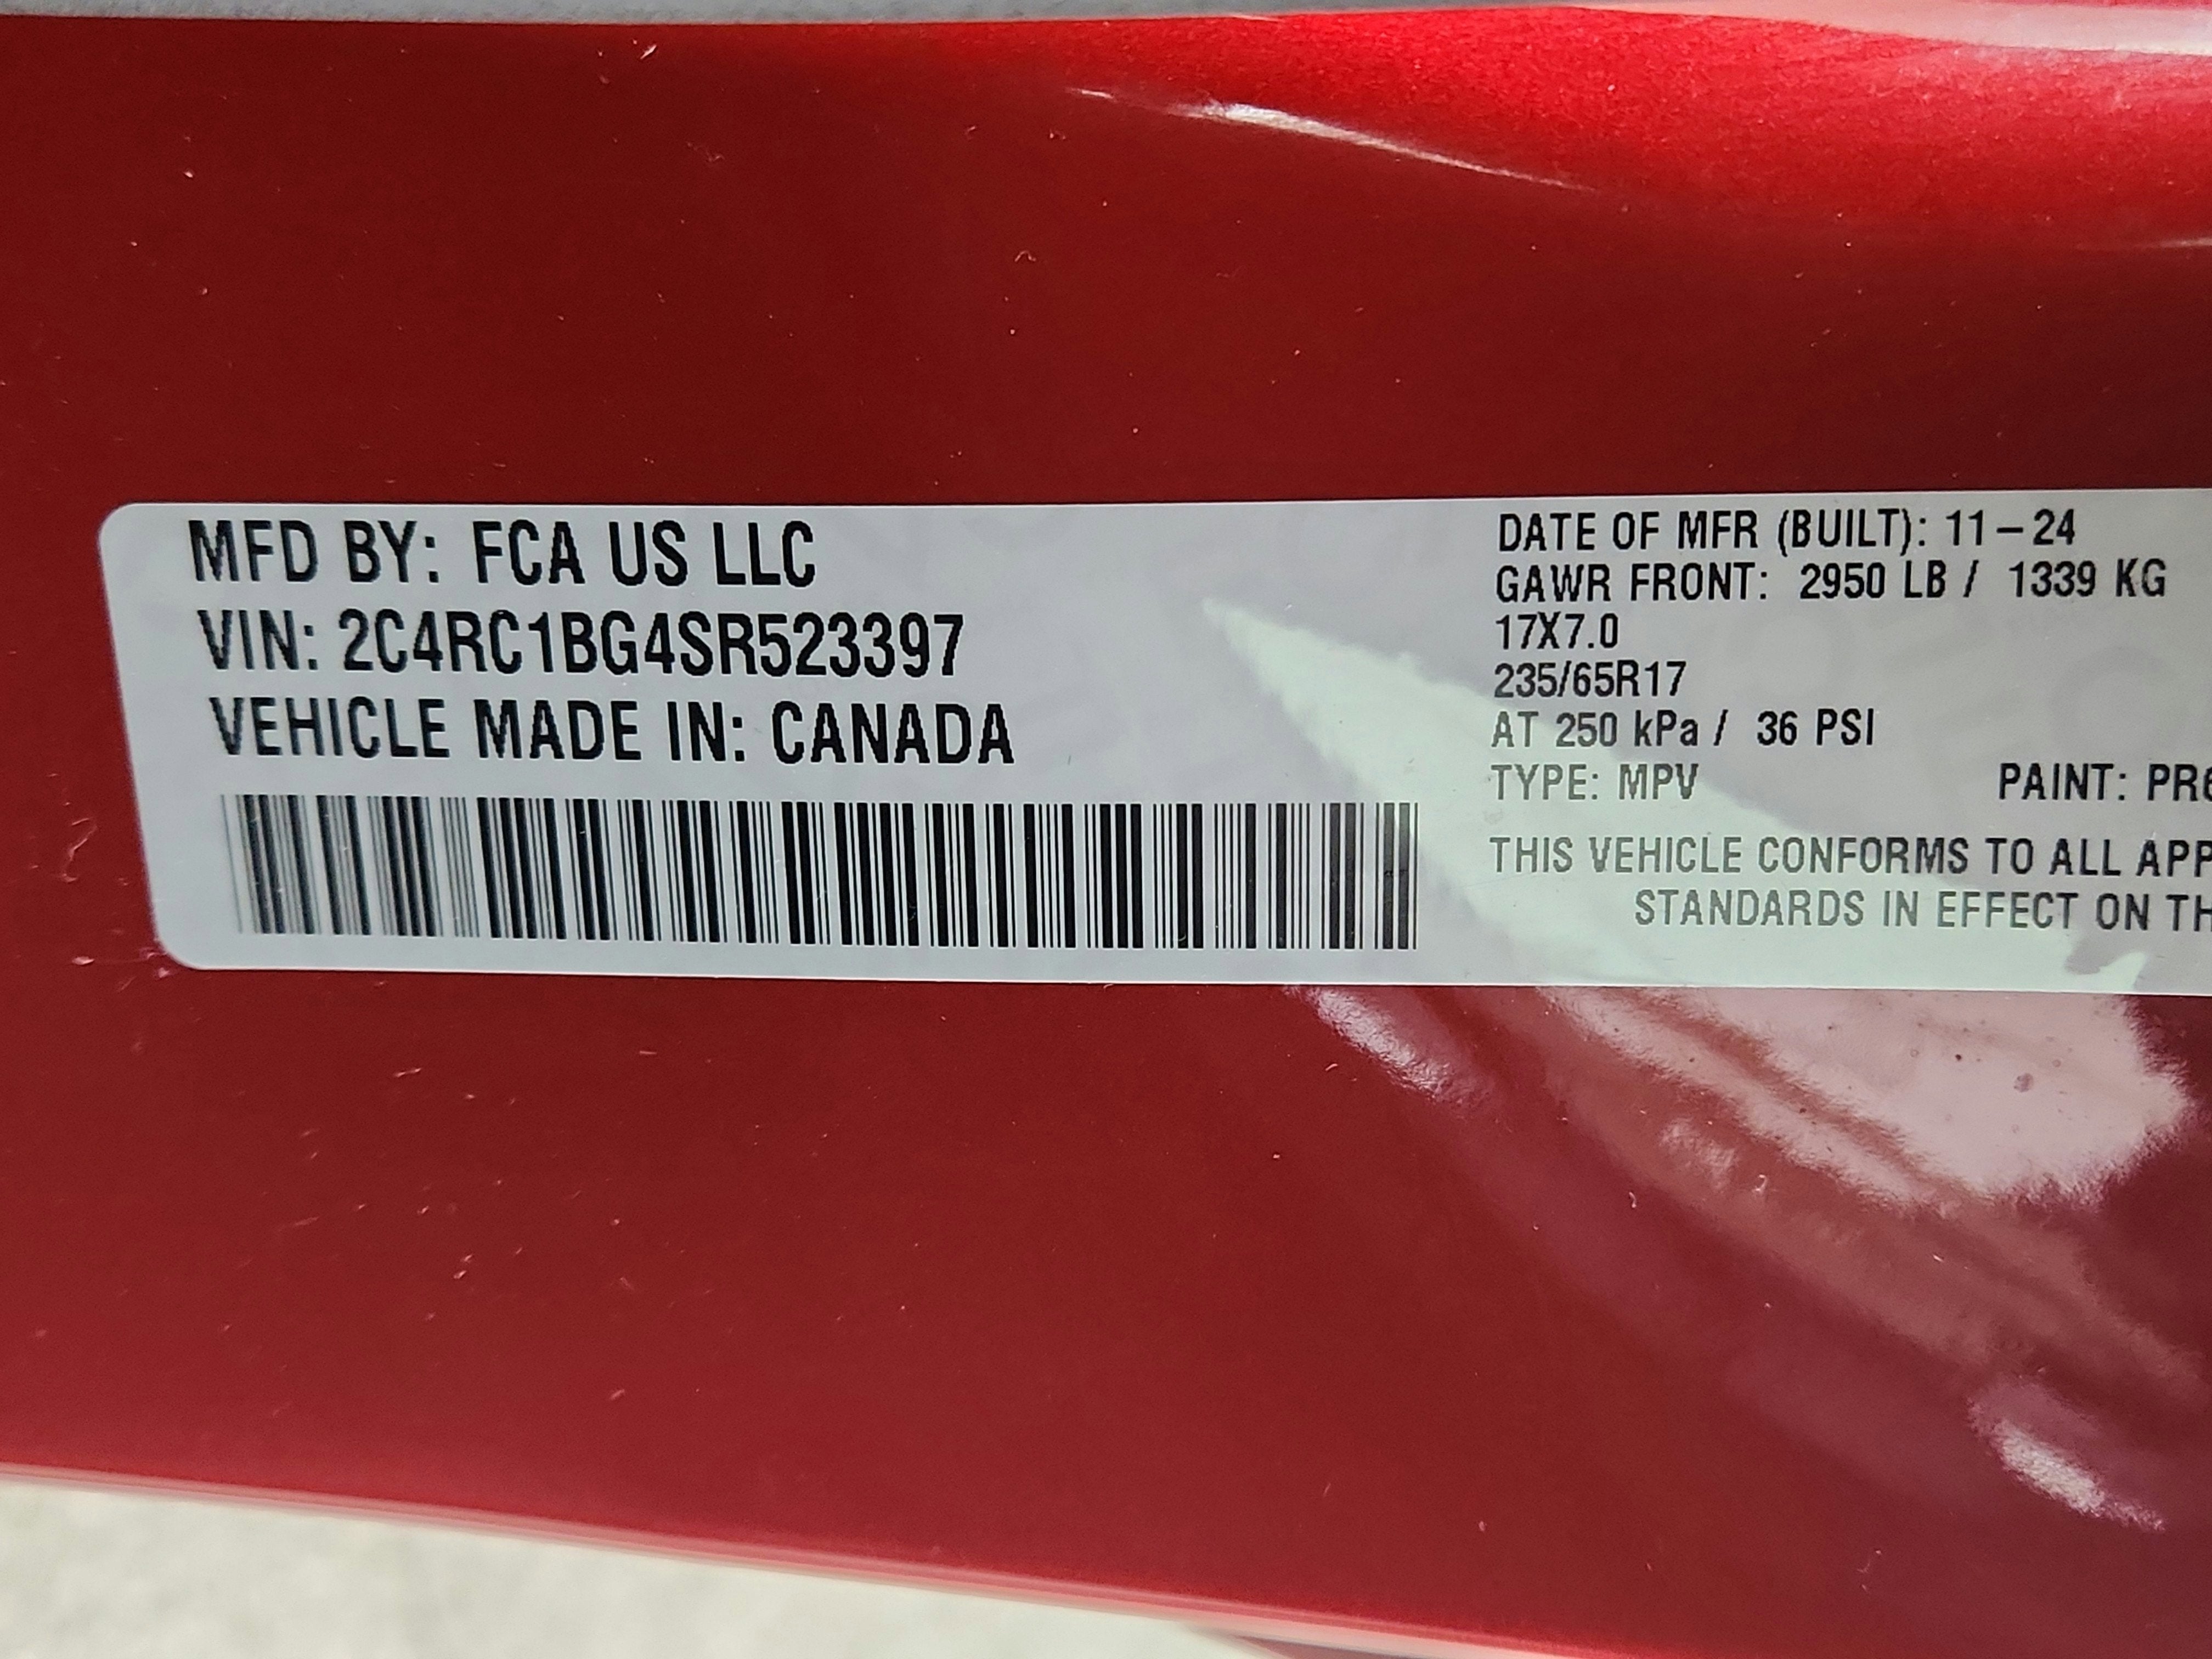 MFD BY: FCA US LLC
VIN: 2C4RC1BG4SR523397
VEHICLE MADE IN: CANADA
DATE OF MFR (BUILT): 11-24
GAWR FRONT: 2950 LB / 1339 KG
17X7.0
235/65R17
AT 250 kPa / 36 PSI
TYPE: MPV PAINT:
THIS VEHICLE CONFORMS TO ALL
STANDARDS IN EFFECT ON